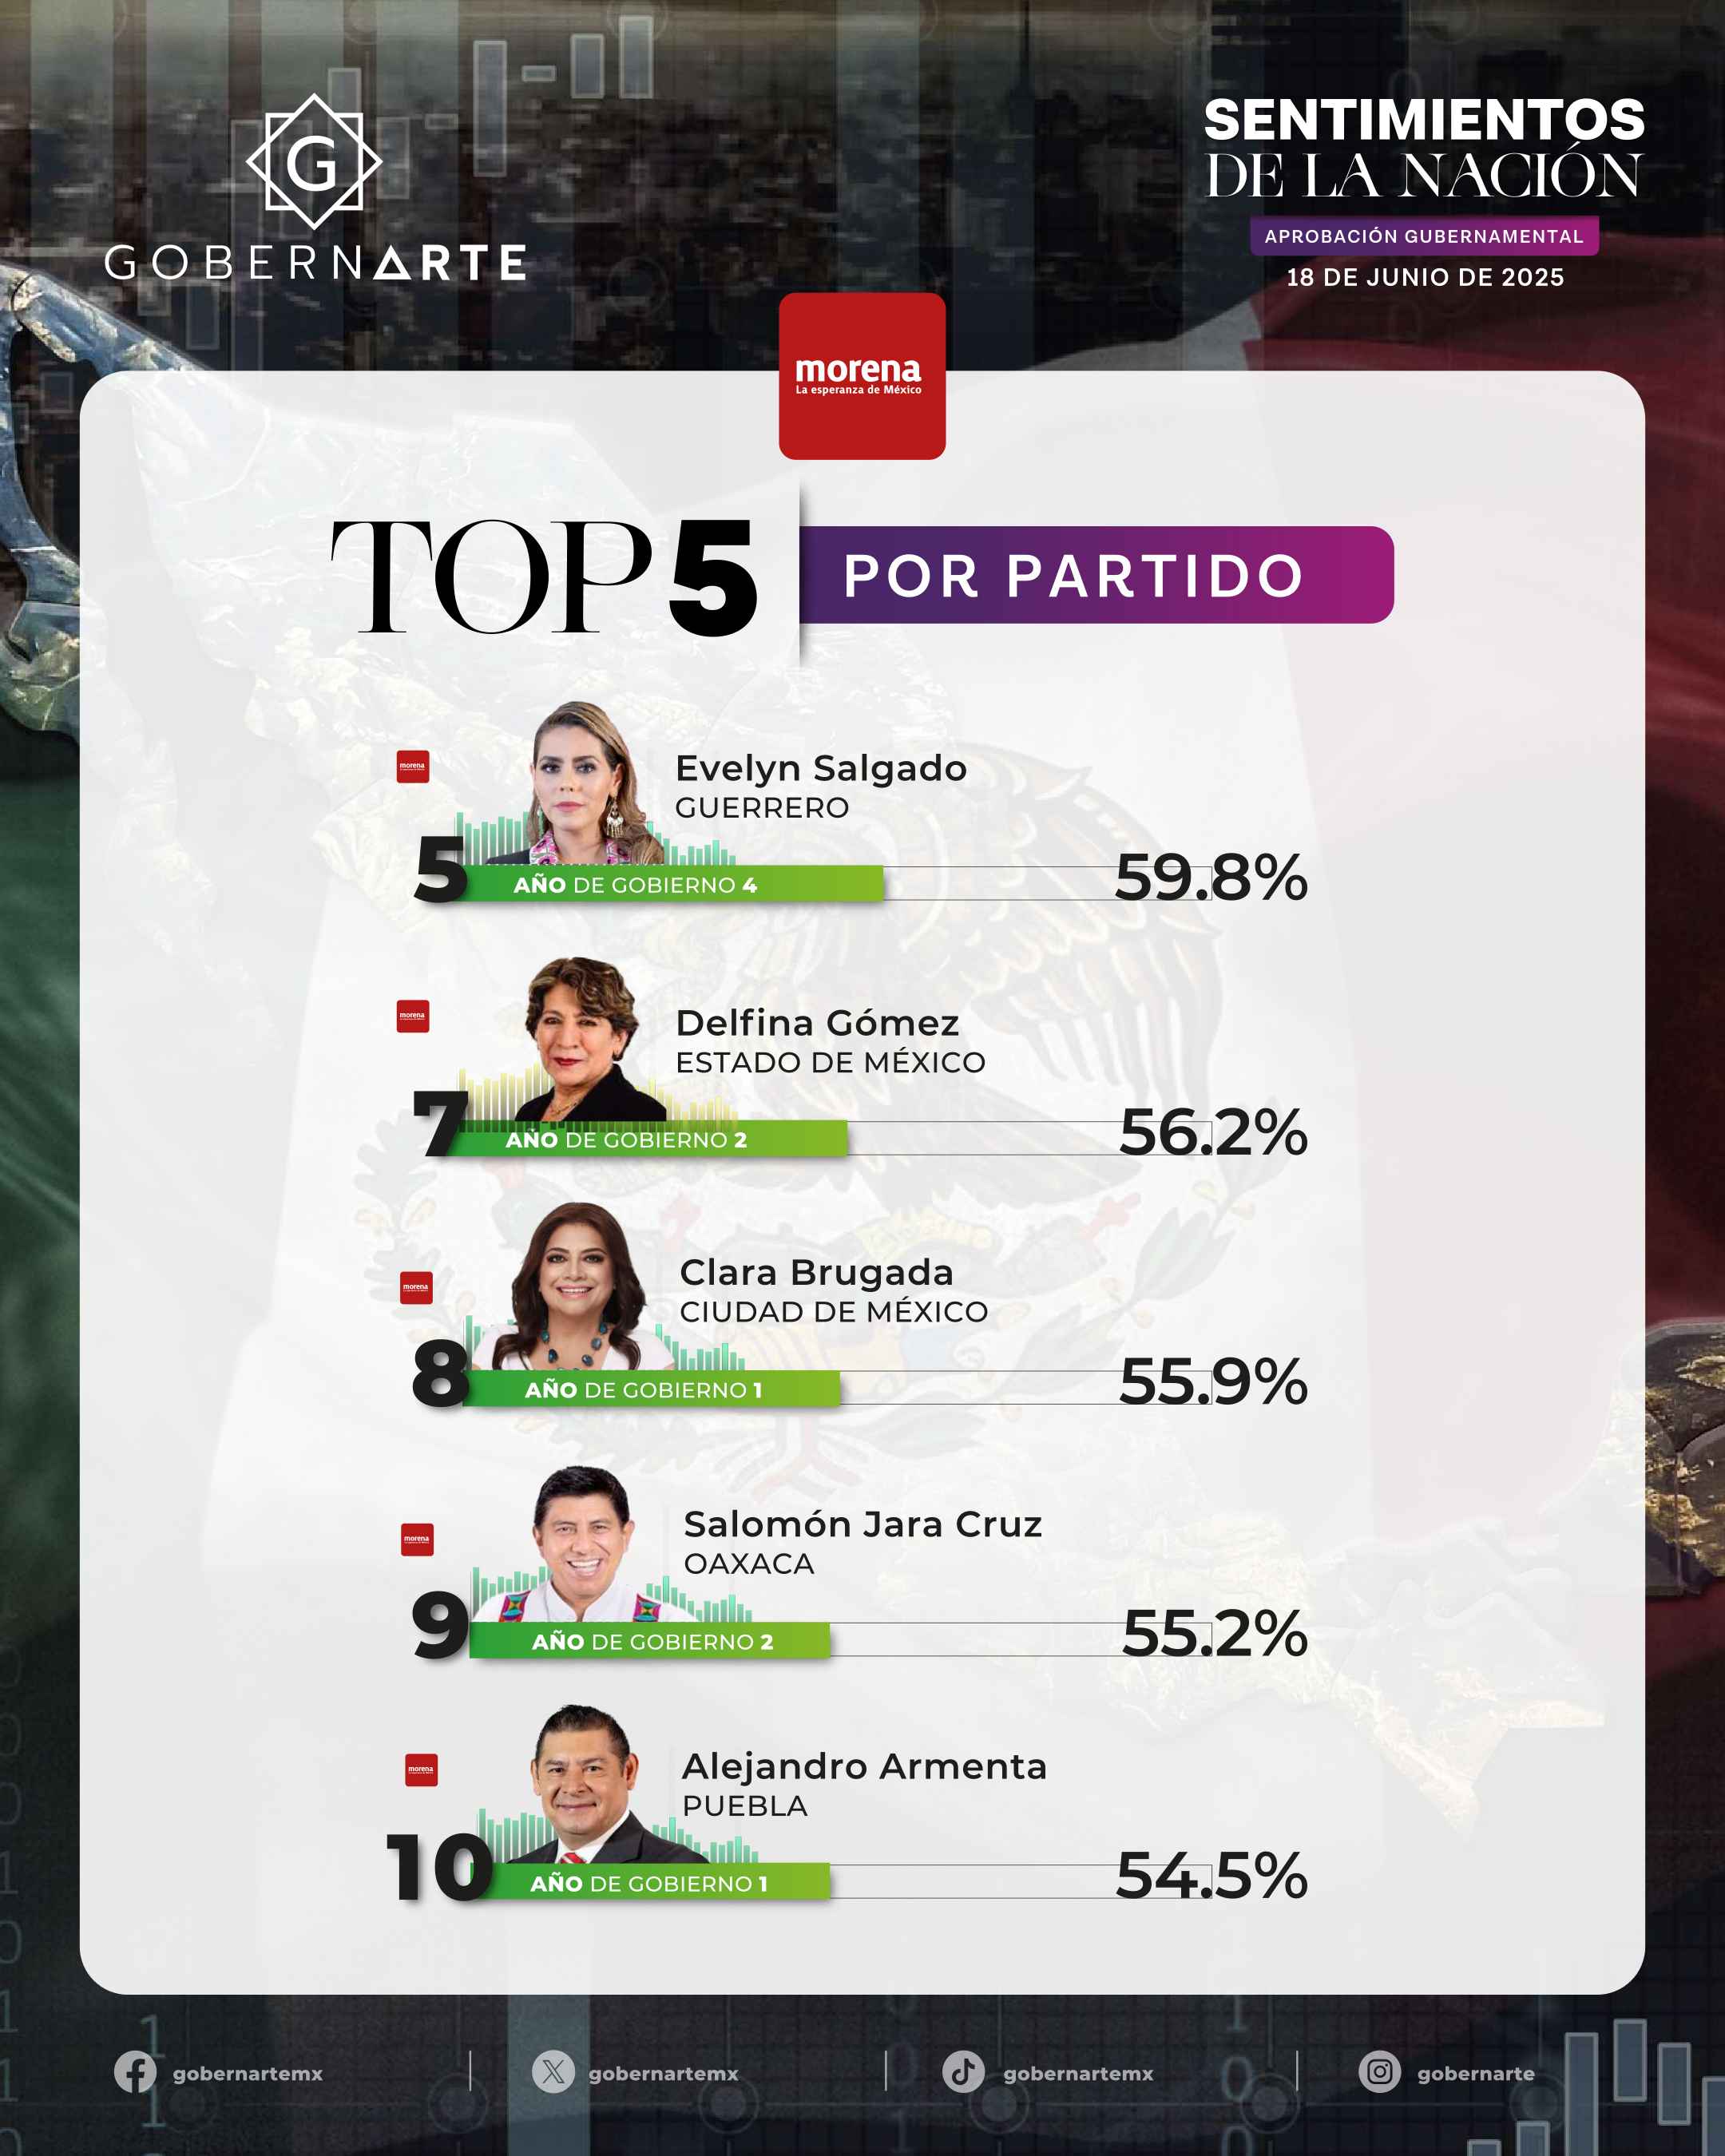 G
GOBERNARTE
SENTIMIENTOS
DE LA NACIÓN
APROBACIÓN GUBERNAMENTAL
18 DE JUNIO DE 2025
morena
La esperanza de México
TOP 5
POR PARTIDO
morena
Evelyn Salgado
GUERRERO
5
AÑO DE GOBIERNO 4
59.8%
morena
Delfina Gómez
ESTADO DE MÉXICO
7
AÑO DE GOBIERNO 2
56.2%
morena
Clara Brugada
CIUDAD DE MÉXICO
8
AÑO DE GOBIERNO 1
55.9%
morena
Salomón Jara Cruz
OAXACA
9
AÑO DE GOBIERNO 2
55.2%
morena
Alejandro Armenta
PUEBLA
10
AÑO DE GOBIERNO 1
54.5%
gobernartemx
gobernartemx
gobernartemx
gobernarte